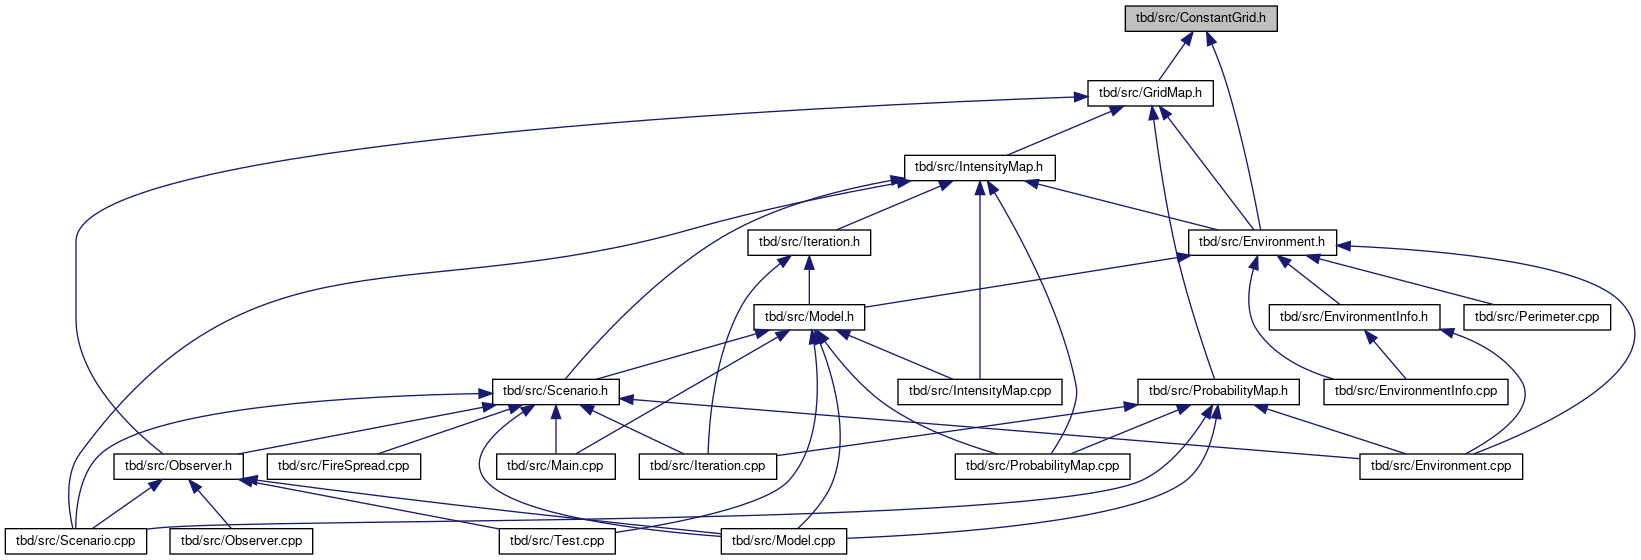 tbd/src/ConstantGrid.h
tbd/src/GridMap.h
tbd/src/IntensityMap.h
tbd/src/Iteration.h
tbd/src/Environment.h
tbd/src/Model.h
tbd/src/EnvironmentInfo.h
tbd/src/Perimeter.cpp
tbd/src/Scenario.h
tbd/src/IntensityMap.cpp
tbd/src/ProbabilityMap.h
tbd/src/EnvironmentInfo.cpp
tbd/src/Observer.h
tbd/src/FireSpread.cpp
tbd/src/Main.cpp
tbd/src/Iteration.cpp
tbd/src/ProbabilityMap.cpp
tbd/src/Environment.cpp
tbd/src/Scenario.cpp
tbd/src/Observer.cpp
tbd/src/Test.cpp
tbd/src/Model.cpp